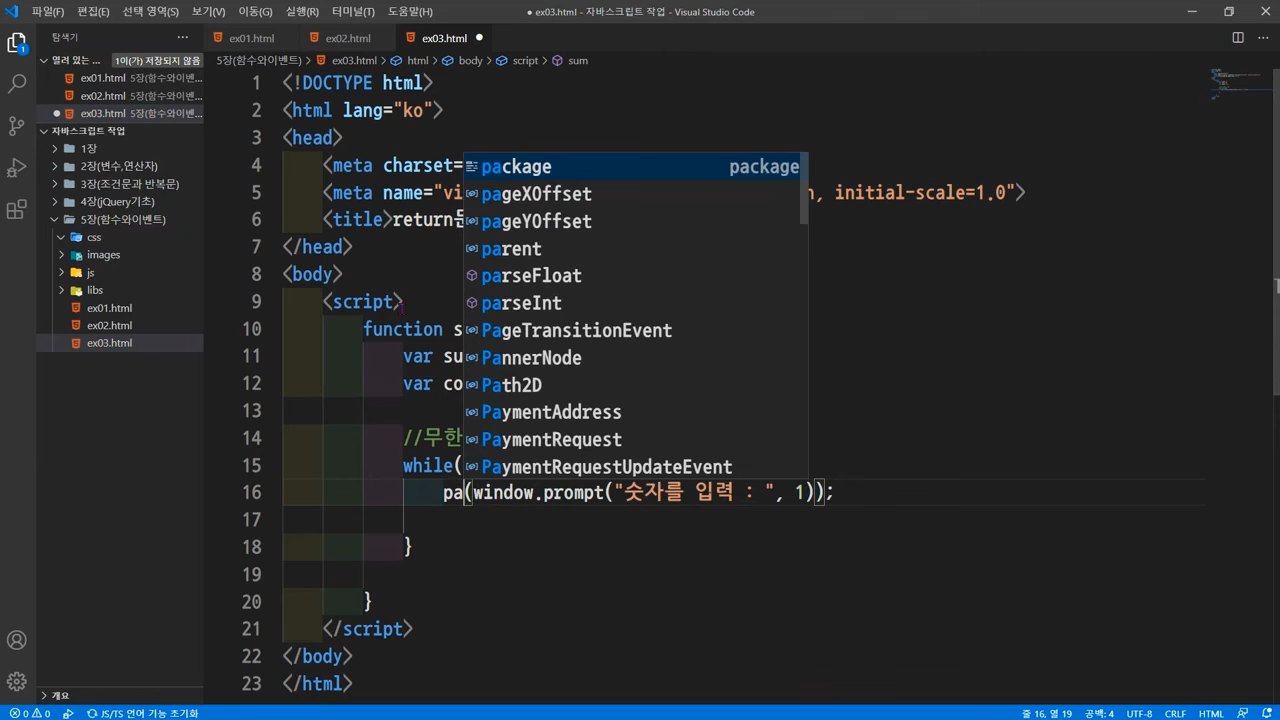 파일(F) 편집(E) 선택 영역(S) 보기(V) 이동(G) 실행(R) 터미널(T) 도움말(H) ● ex03.html - 자바스크립트 작업 - Visual Studio Code
탐색기 ··· ex01.html ex02.html ex03.html ●
열려 있는 ... 1이(가) 저장되지 않음 5장(함수와이벤트) > ex03.html > html > body > script > sum
ex01.html 5장(함수와이벤트...
ex02.html 5장(함수와이벤트...
● ex03.html 5장(함수와이벤트...
자바스크립트 작업
1장
2장(변수,연산자)
3장(조건문과 반복문)
4장(jQuery기초)
5장(함수와이벤트)
css
images
js
libs
ex01.html
ex02.html
ex03.html
개요
1 <!DOCTYPE html>
2 <html lang="ko">
3 <head>
4 <meta charset=
5 <meta name="vi n, initial-scale=1.0">
6 <title>return
7 </head>
8 <body>
9 <script>
10 function s
11 var su
12 var co
13
14 //무한
15 while(
16 pa(window.prompt("숫자를 입력 : ", 1));
17
18 }
19
20 }
21 </script>
22 </body>
23 </html>
package package
pageXOffset
pageYOffset
parent
parseFloat
parseInt
PageTransitionEvent
PannerNode
Path2D
PaymentAddress
PaymentRequest
PaymentRequestUpdateEvent
1
0 0 JS/TS 언어 기능 초기화 줄 16, 열 19 공백: 4 UTF-8 CRLF HTML